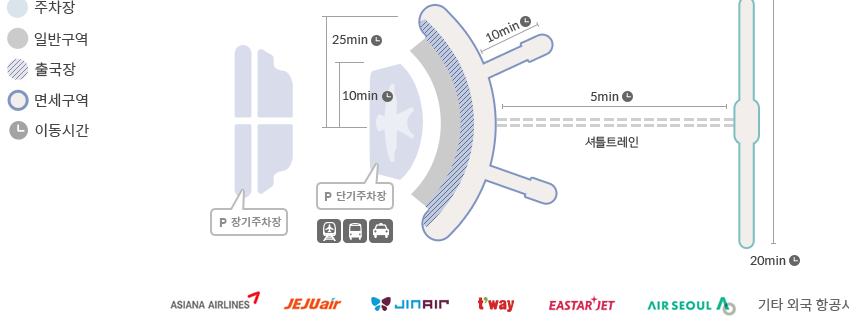 주차장
일반구역
출국장
면세구역
이동시간
25min
10min
10min
5min
셔틀트레인
P 단기주차장
P 장기주차장
20min
ASIANA AIRLINES
JEJUair
JINAIR
t'way
EASTAR JET
AIR SEOUL
기타 외국 항공사